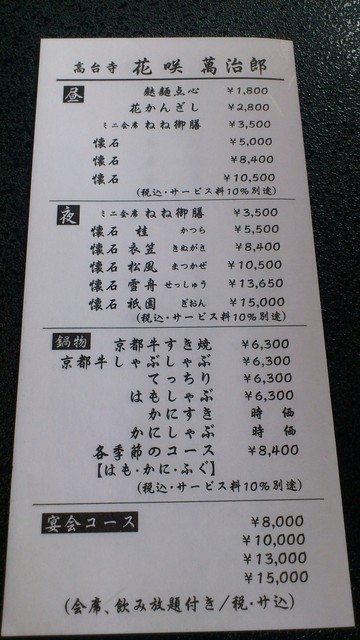 高台寺 花咲 萬治郎
昼 麩麺点心 ¥1,800
花かんざし ¥2,800
ミニ会席 ねね御膳 ¥3,500
懐石 ¥5,000
懐石 ¥8,400
懐石 ¥10,500
(税込・サービス料10%別途)
夜 ミニ会席 ねね御膳 ¥3,500
懐石 桂 かつら ¥5,500
懐石 衣笠 きぬがさ ¥8,400
懐石 松風 まつかぜ ¥10,500
懐石 雪舟 せっしゅう ¥13,650
懐石 祇園 ぎおん ¥15,000
(税込・サービス料10%別途)
鍋物 京都牛すき焼 ¥6,300
京都牛しゃぶしゃぶ ¥6,300
てっちり ¥6,300
はもしゃぶ ¥6,300
かにすき 時価
かにしゃぶ 時価
各季節のコース ¥8,400
【はも・かに・ふぐ】
(税込・サービス料10%別途)
宴会コース ¥8,000
¥10,000
¥13,000
¥15,000
(会席、飲み放題付き/税・サ込)